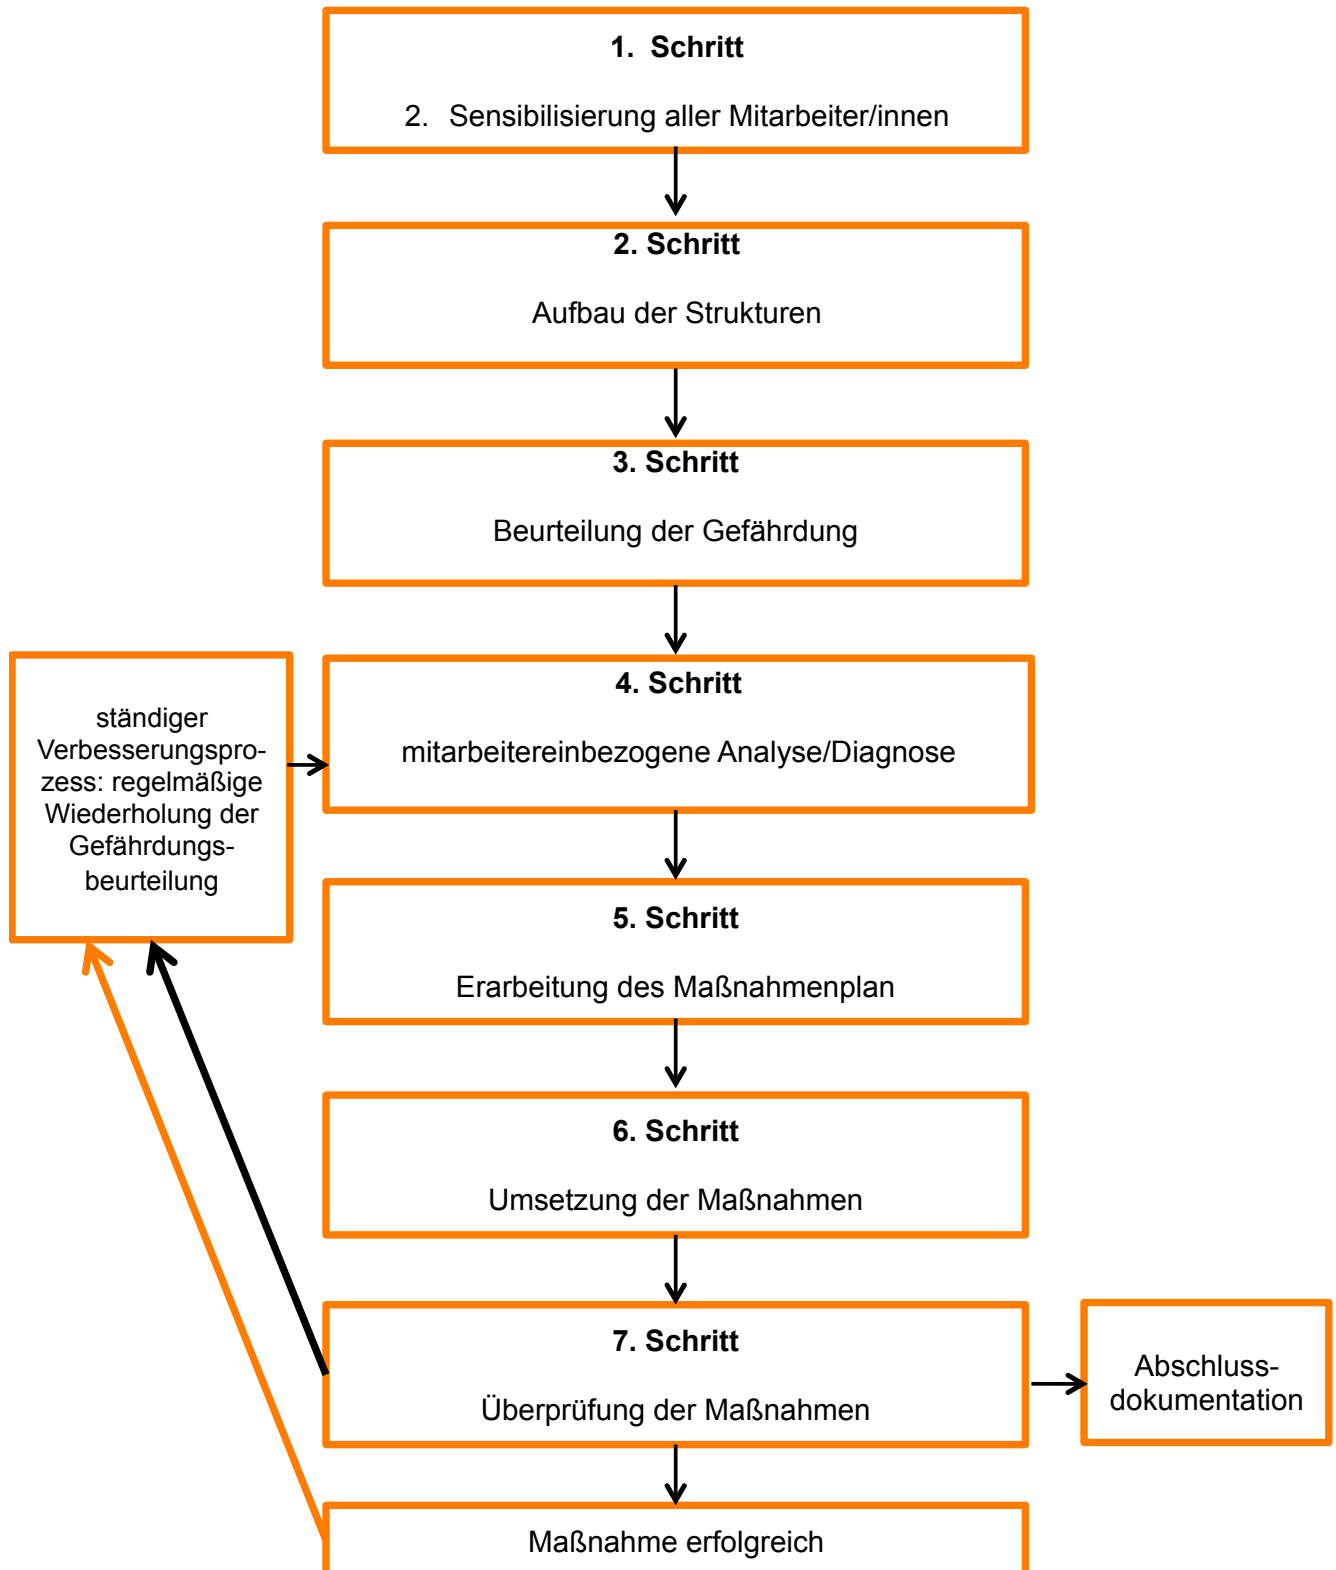 1. Schritt
2. Sensibilisierung aller Mitarbeiter/innen
2. Schritt
Aufbau der Strukturen
3. Schritt
Beurteilung der Gefährdung
4. Schritt
mitarbeitereinbezogene Analyse/Diagnose
ständiger
Verbesserungspro-
zess: regelmäßige
Wiederholung der
Gefährdungs-
beurteilung
5. Schritt
Erarbeitung des Maßnahmenplan
6. Schritt
Umsetzung der Maßnahmen
7. Schritt
Überprüfung der Maßnahmen
Abschluss-
dokumentation
Maßnahme erfolgreich